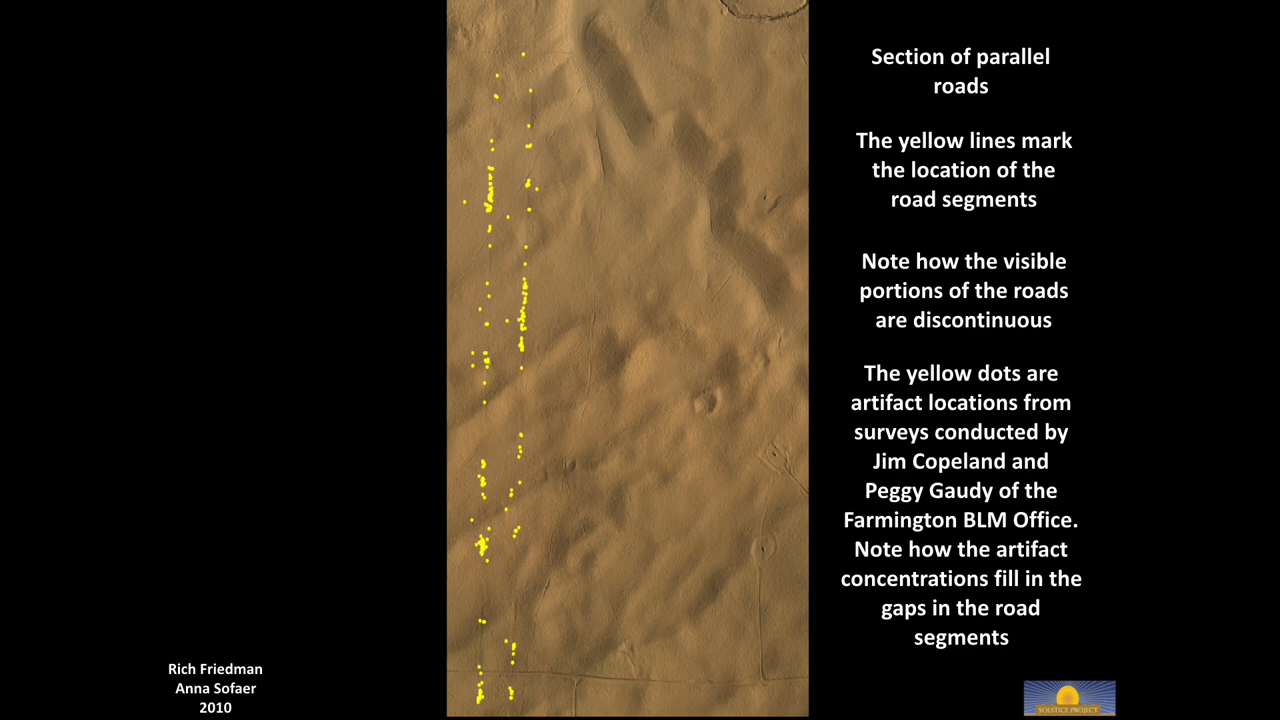 Section of parallel
roads
The yellow lines mark
the location of the
road segments
Note how the visible
portions of the roads
are discontinuous
The yellow dots are
artifact locations from
surveys conducted by
Jim Copeland and
Peggy Gaudy of the
Farmington BLM Office.
Note how the artifact
concentrations fill in the
gaps in the road
segments
Rich Friedman
Anna Sofaer
2010
SOLSTICE PROJECT